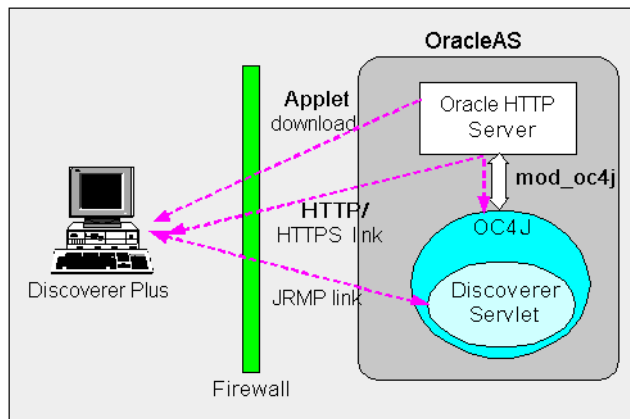 OracleAS
Applet
download
Oracle HTTP
Server
mod_oc4j
HTTP/
HTTPS link
OC4J
Discoverer Plus
JRMP link
Discoverer
Servlet
Firewall